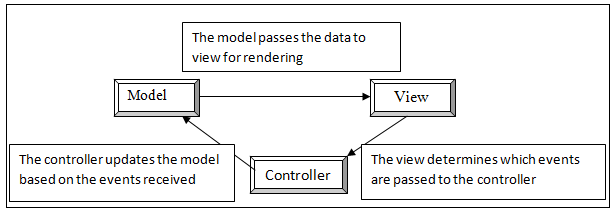 The model passes the data to
view for rendering
Model
View
The controller updates the model
based on the events received
Controller
The view determines which events
are passed to the controller